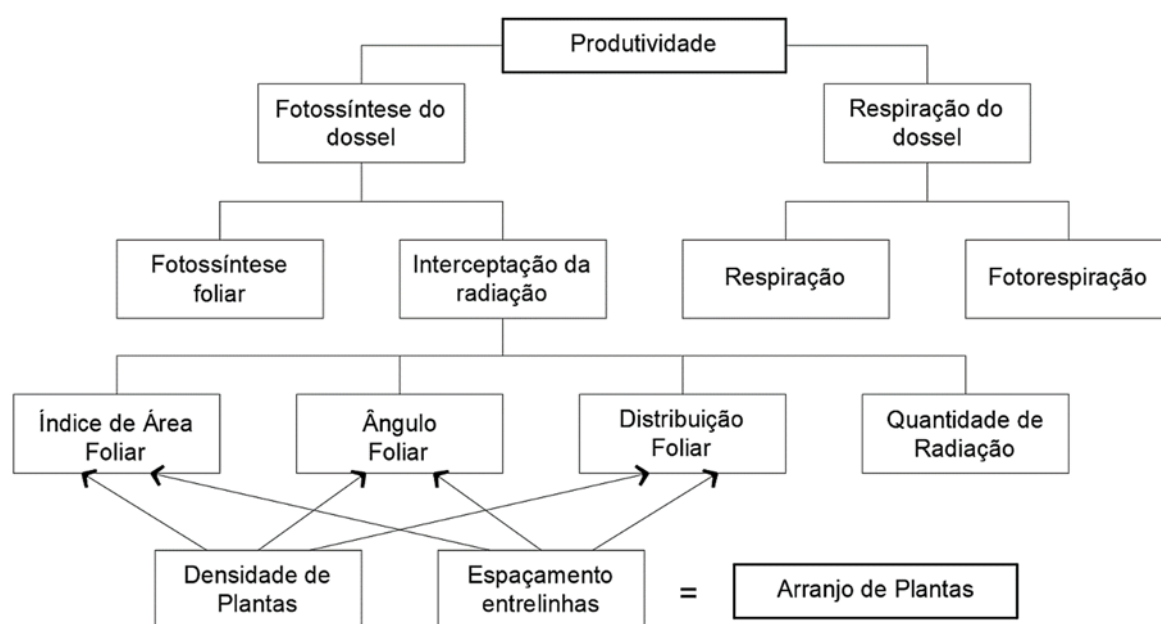 Produtividade
Fotossíntese do
dossel
Respiração do
dossel
Fotossíntese
foliar
Interceptação da
radiação
Respiração
Fotorespiração
Índice de Área
Foliar
Ângulo
Foliar
Distribuição
Foliar
Quantidade de
Radiação
Densidade de
Plantas
Espaçamento
entrelinhas
=
Arranjo de Plantas